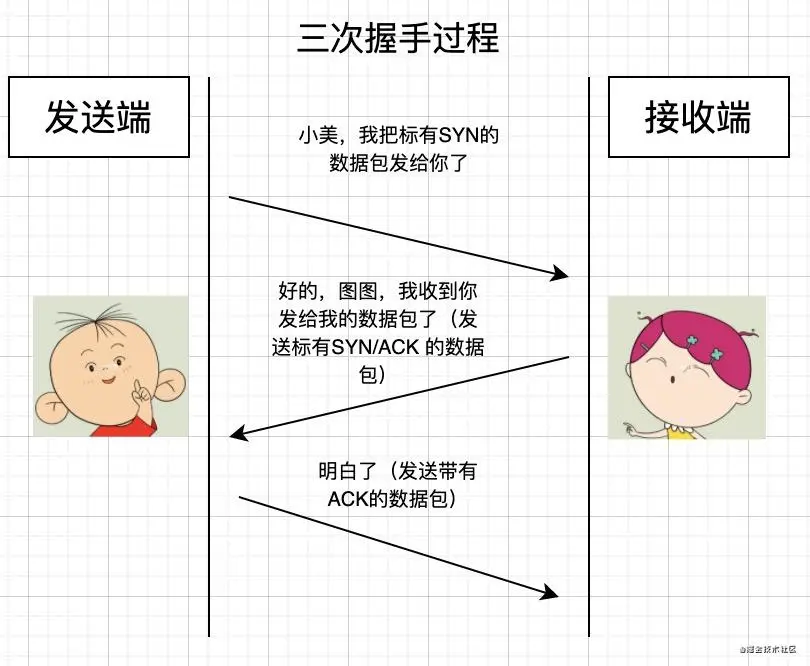 三次握手过程
发送端
接收端
小美，我把标有SYN的
数据包发给你了
好的，图图，我收到你
发给我的数据包了（发
送标有SYN/ACK 的数据
包）
明白了（发送带有
ACK的数据包）
@掘金技术社区